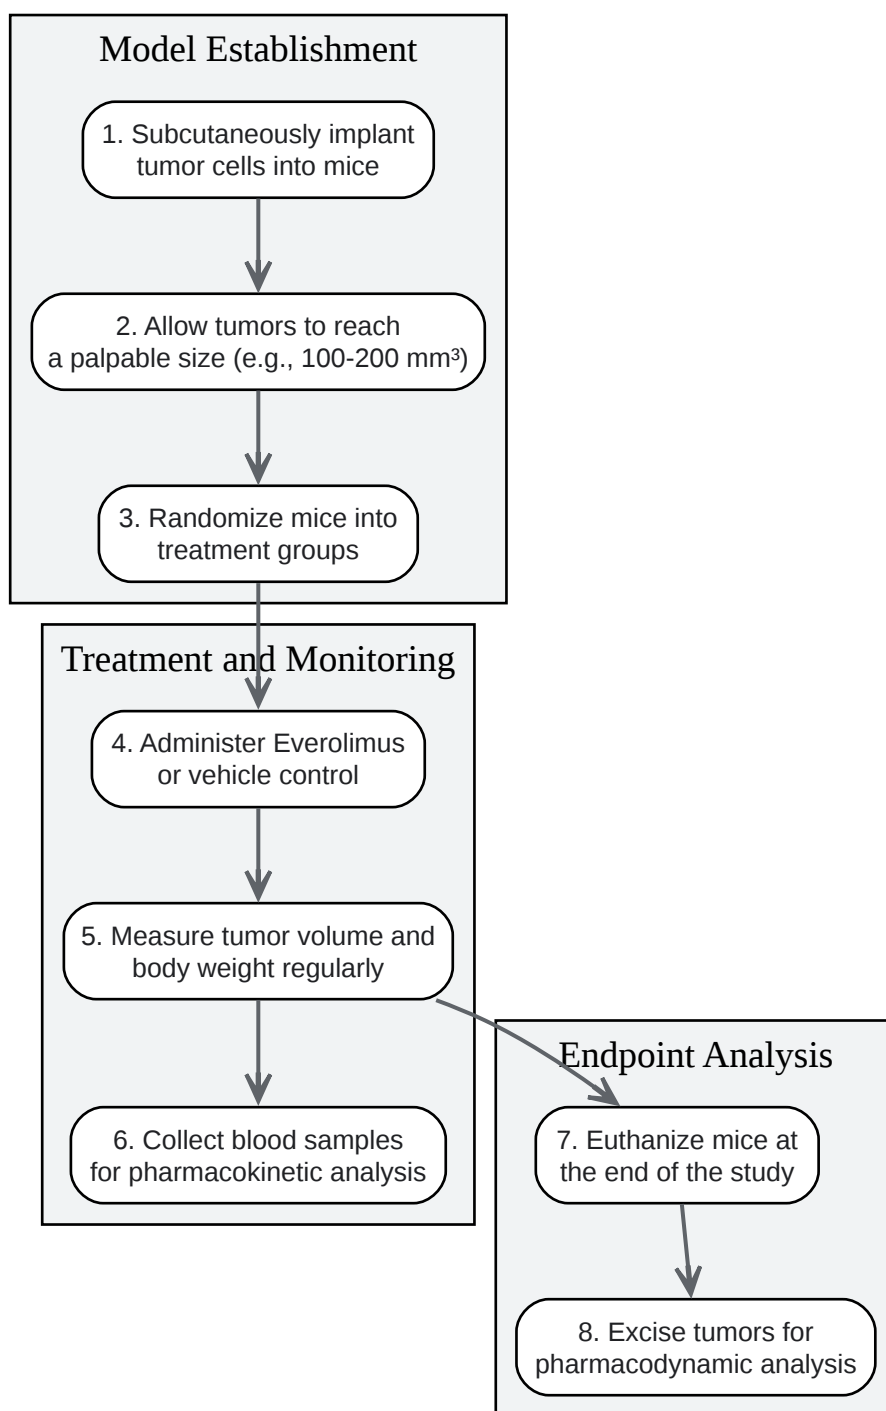 Model Establishment
1. Subcutaneously implant
tumor cells into mice
2. Allow tumors to reach
a palpable size (e.g., 100-200 mm³)
3. Randomize mice into
treatment groups
Treatment and Monitoring
4. Administer Everolimus
or vehicle control
5. Measure tumor volume and
body weight regularly
6. Collect blood samples
for pharmacokinetic analysis
Endpoint Analysis
7. Euthanize mice at
the end of the study
8. Excise tumors for
pharmacodynamic analysis